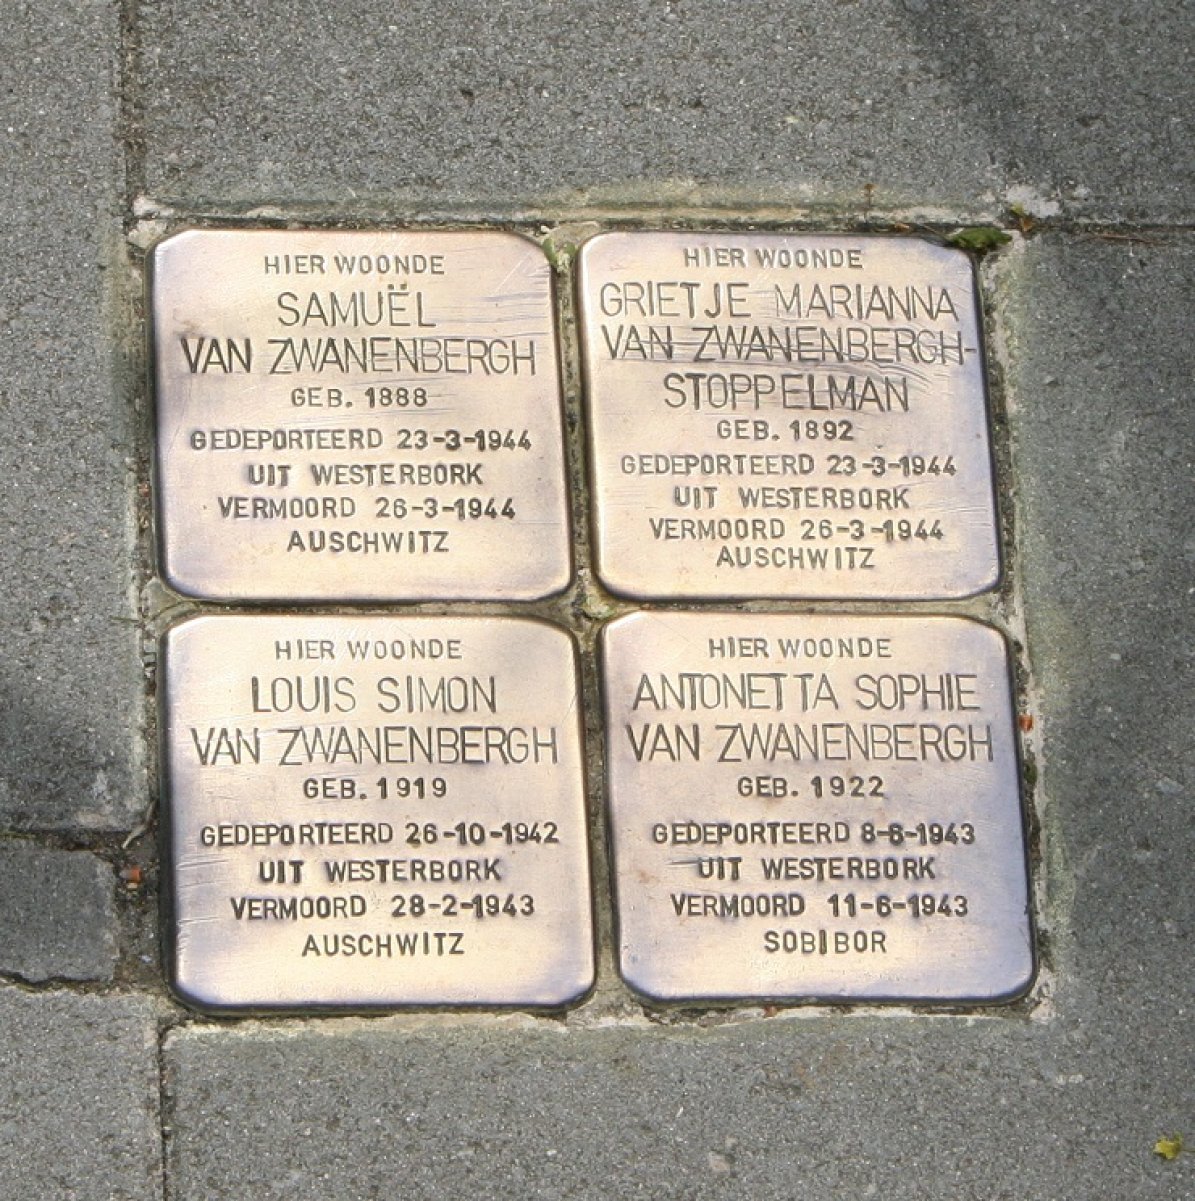 HIER WOONDE
SAMUËL
VAN ZWANENBERGH
GEB. 1888
GEDEPORTEERD 23-3-1944
UIT WESTERBORK
VERMOORD 26-3-1944
AUSCHWITZ
HIER WOONDE
GRIETJE MARIANNA
VAN ZWANENBERGH-
STOPPELMAN
GEB. 1892
GEDEPORTEERD 23-3-1944
UIT WESTERBORK
VERMOORD 26-3-1944
AUSCHWITZ
HIER WOONDE
LOUIS SIMON
VAN ZWANENBERGH
GEB. 1919
GEDEPORTEERD 26-10-1942
UIT WESTERBORK
VERMOORD 28-2-1943
AUSCHWITZ
HIER WOONDE
ANTONETTA SOPHIE
VAN ZWANENBERGH
GEB. 1922
GEDEPORTEERD 8-6-1943
UIT WESTERBORK
VERMOORD 11-6-1943
SOBIBOR